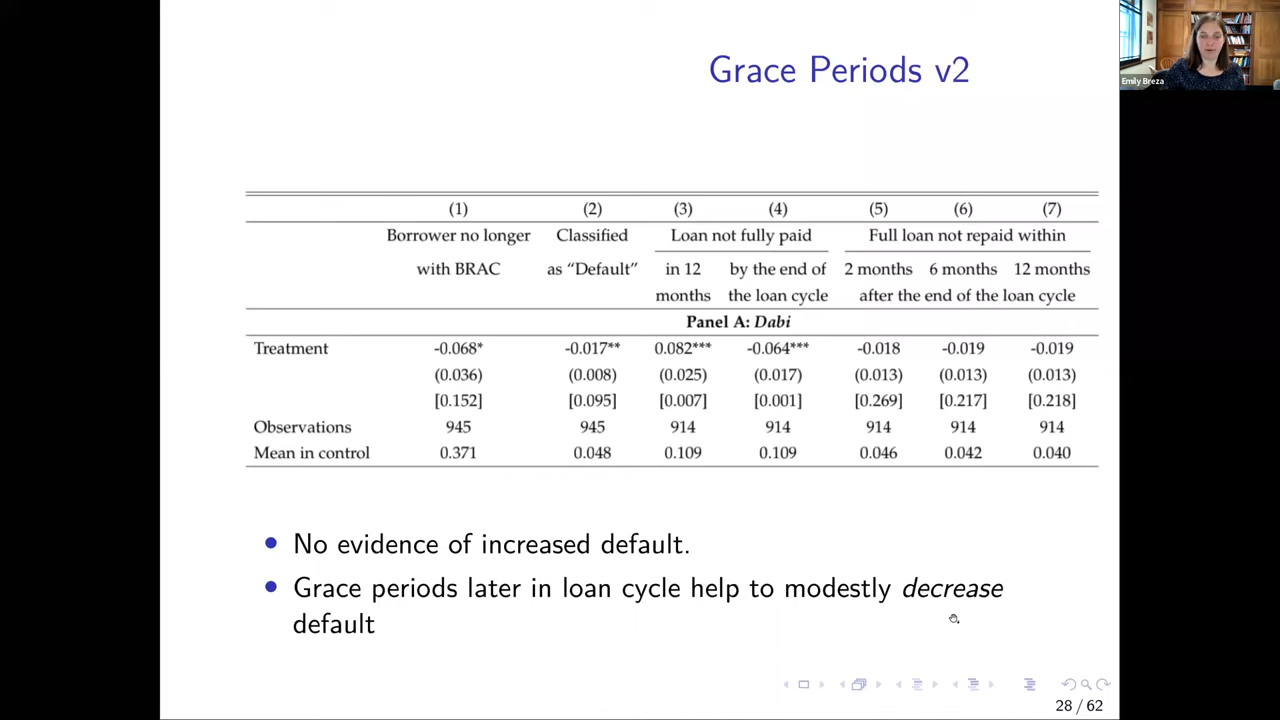 Grace Periods v2
Emily Breza
(1) (2) (3) (4) (5) (6) (7)
Borrower no longer Classified Loan not fully paid Full loan not repaid within
with BRAC as “Default” in 12 by the end of 2 months 6 months 12 months
months the loan cycle after the end of the loan cycle
Panel A: Dabi
Treatment -0.068* -0.017** 0.082*** -0.064*** -0.018 -0.019 -0.019
(0.036) (0.008) (0.025) (0.017) (0.013) (0.013) (0.013)
[0.152] [0.095] [0.007] [0.001] [0.269] [0.217] [0.218]
Observations 945 945 914 914 914 914 914
Mean in control 0.371 0.048 0.109 0.109 0.046 0.042 0.040
• No evidence of increased default.
• Grace periods later in loan cycle help to modestly decrease
default
28 / 62